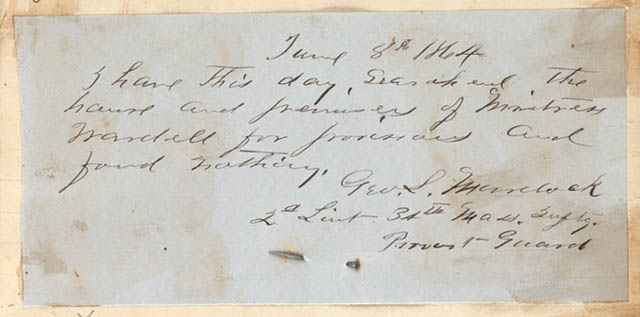 June 8th 1864
I have this day, Searched the
house and premises of Mistress
Wardell for provisions and
fond nothing.
Geo. S. Murdock
2d Lieut. 34th Mass. Infty.
Provost Guard